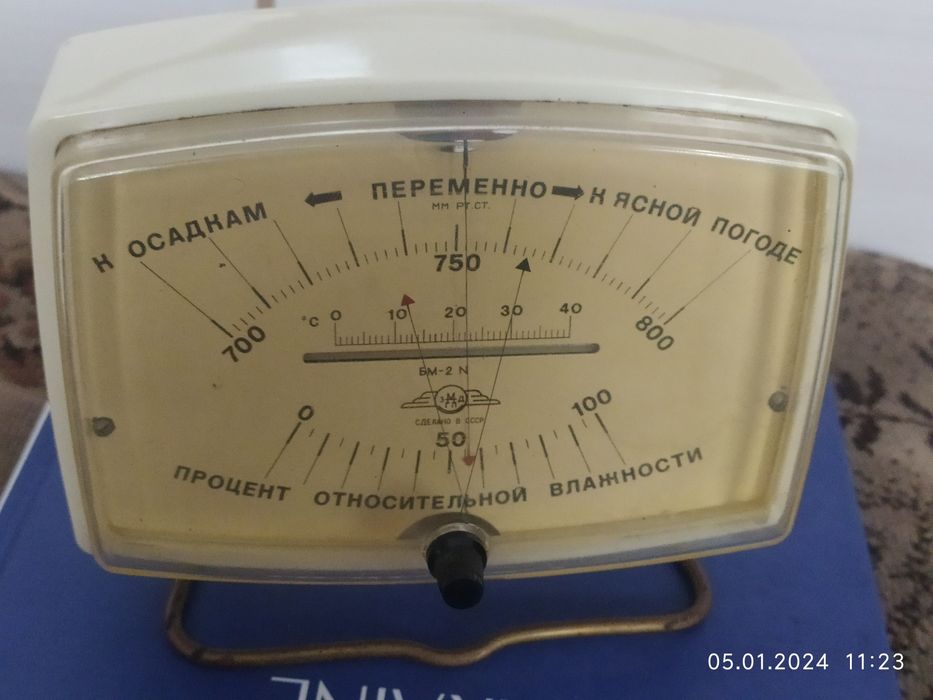 К ОСАДКАМ ПЕРЕМЕННО К ЯСНОЙ ПОГОДЕ
ММ РТ.СТ.
700 750 800
°C 0 10 20 30 40
БМ-2 N
СДЕЛАНО В СССР
0 50 100
ПРОЦЕНТ ОТНОСИТЕЛЬНОЙ ВЛАЖНОСТИ
05.01.2024 11:23